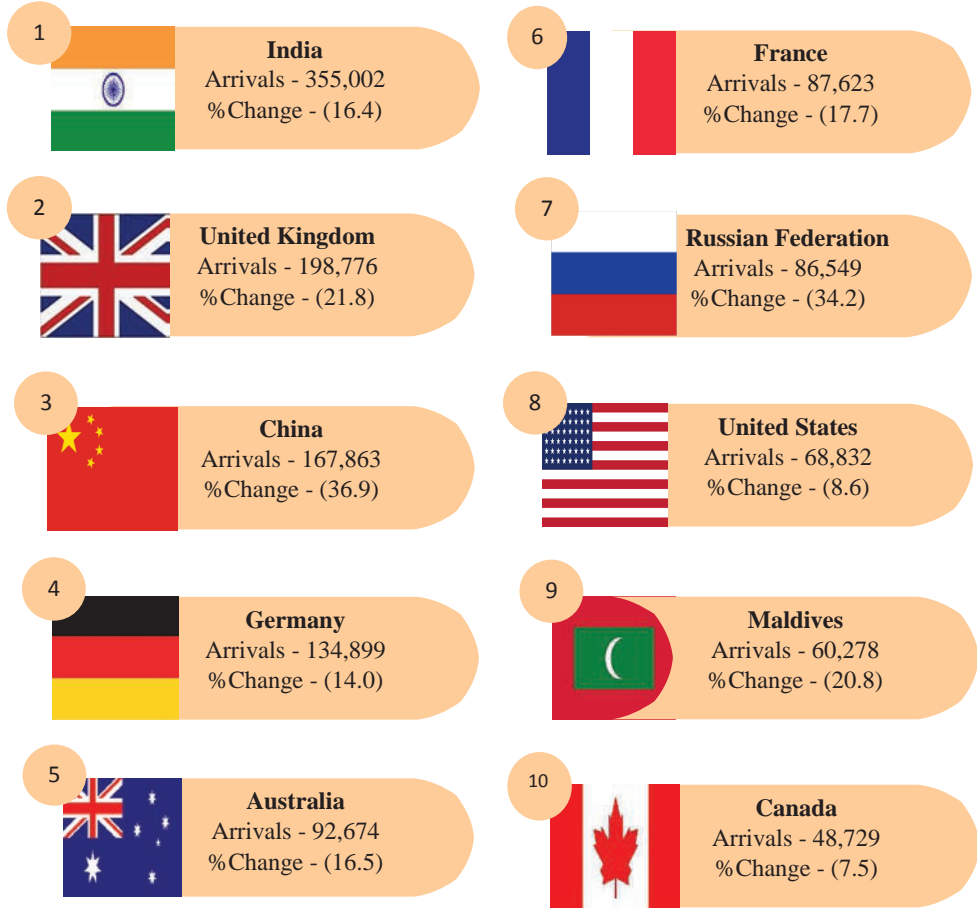 1
India
Arrivals - 355,002
%Change - (16.4)
2
United Kingdom
Arrivals - 198,776
%Change - (21.8)
3
China
Arrivals - 167,863
%Change - (36.9)
4
Germany
Arrivals - 134,899
%Change - (14.0)
5
Australia
Arrivals - 92,674
%Change - (16.5)
6
France
Arrivals - 87,623
%Change - (17.7)
7
Russian Federation
Arrivals - 86,549
%Change - (34.2)
8
United States
Arrivals - 68,832
%Change - (8.6)
9
Maldives
Arrivals - 60,278
%Change - (20.8)
10
Canada
Arrivals - 48,729
%Change - (7.5)